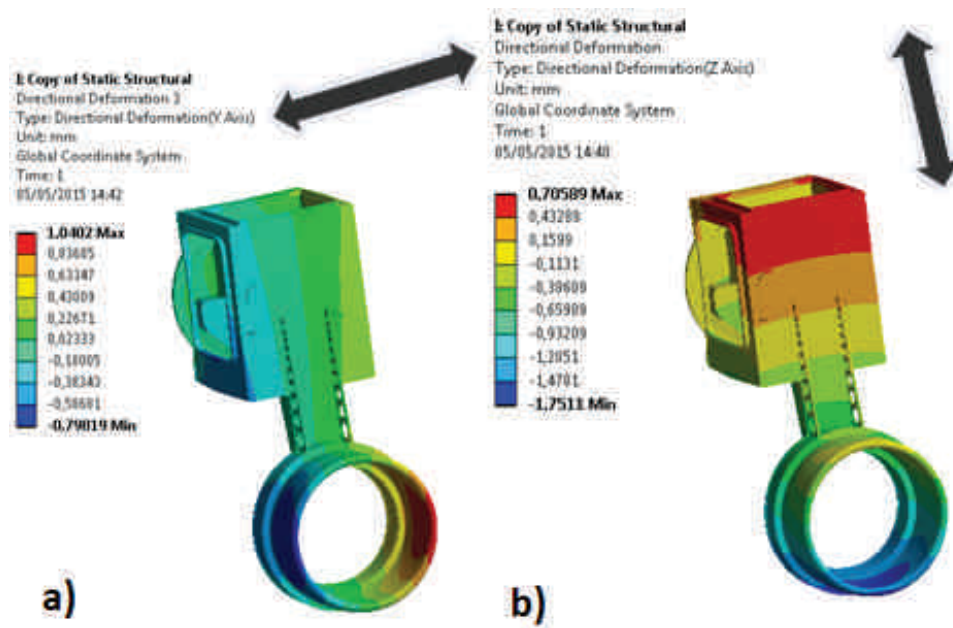 I: Copy of Static Structural
Directional Deformation 3
Type: Directional Deformation(Y Axis)
Unit: mm
Global Coordinate System
Time: 1
05/05/2015 14:42
1,0402 Max
0,83685
0,63347
0,43009
0,22671
0,02333
-0,18005
-0,38343
-0,58681
-0,79019 Min
a)
I: Copy of Static Structural
Directional Deformation
Type: Directional Deformation(Z Axis)
Unit: mm
Global Coordinate System
Time: 1
05/05/2015 14:40
0,70589 Max
0,43289
0,1599
-0,1131
-0,38609
-0,65909
-0,93209
-1,2051
-1,4781
-1,7511 Min
b)